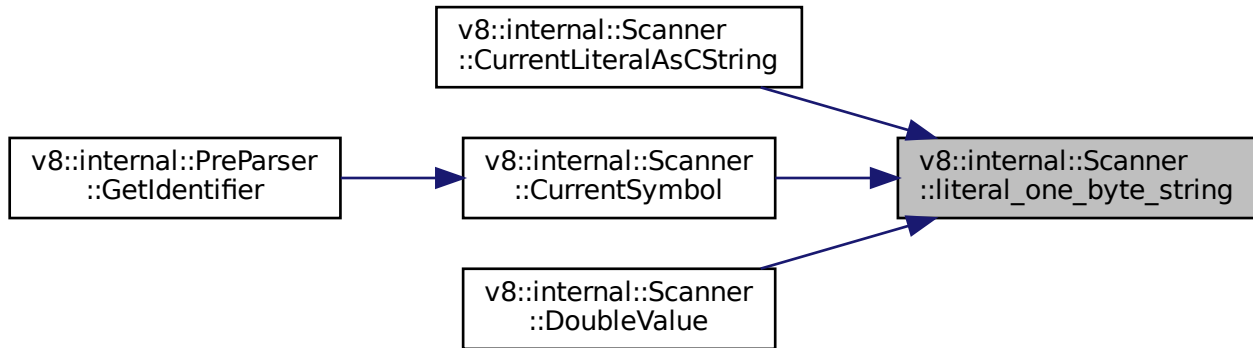 v8::internal::Scanner
::CurrentLiteralAsCString
v8::internal::PreParser
::GetIdentifier
v8::internal::Scanner
::CurrentSymbol
v8::internal::Scanner
::literal_one_byte_string
v8::internal::Scanner
::DoubleValue